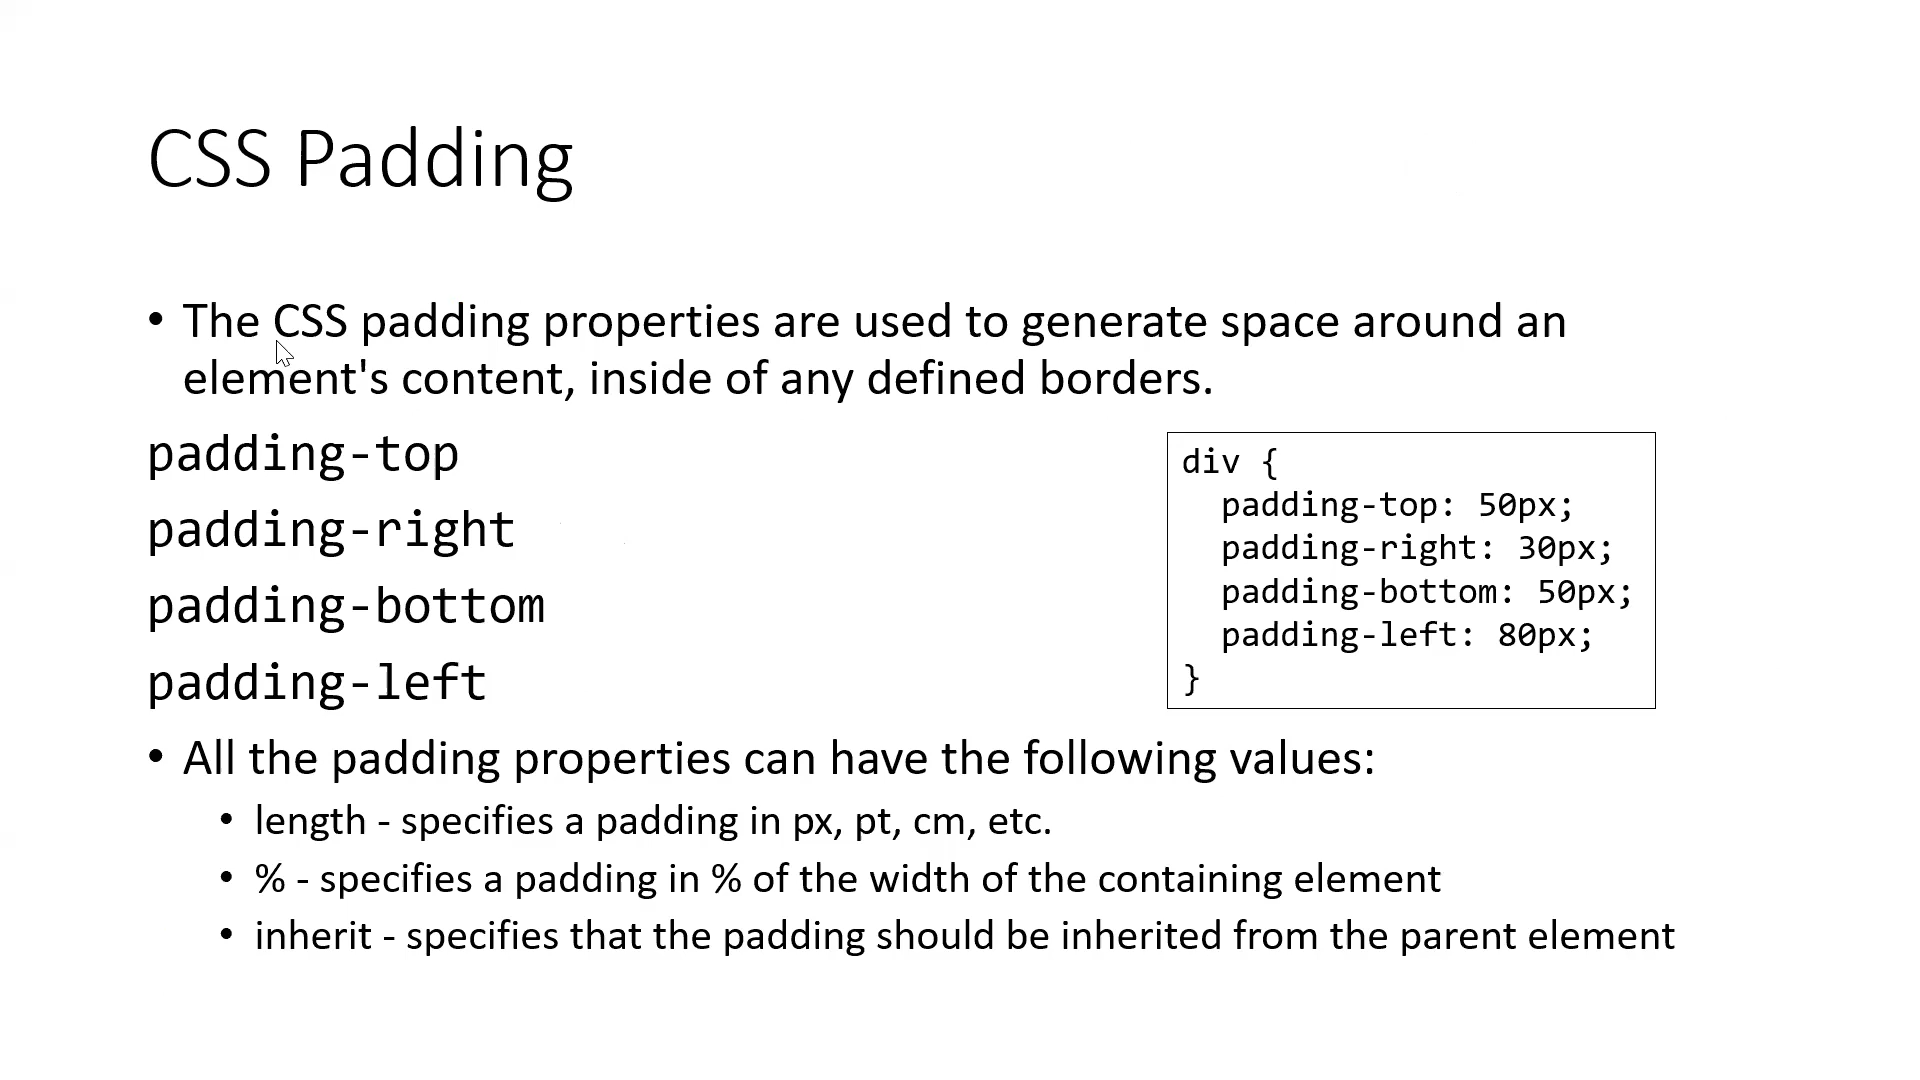 CSS Padding
• The CSS padding properties are used to generate space around an
element's content, inside of any defined borders.
padding-top
padding-right
padding-bottom
padding-left
div {
  padding-top: 50px;
  padding-right: 30px;
  padding-bottom: 50px;
  padding-left: 80px;
}
• All the padding properties can have the following values:
• length - specifies a padding in px, pt, cm, etc.
• % - specifies a padding in % of the width of the containing element
• inherit - specifies that the padding should be inherited from the parent element